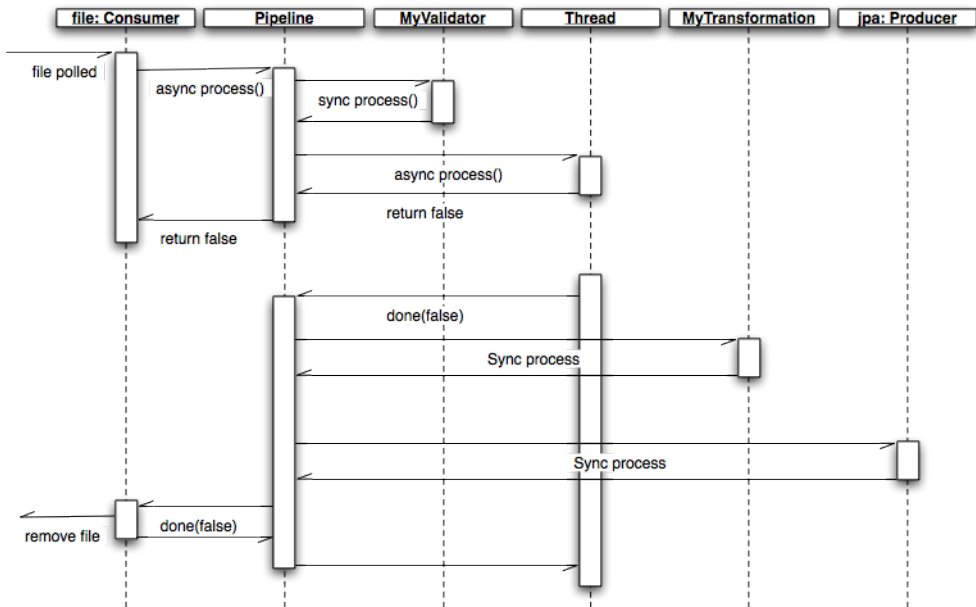 file: Consumer
Pipeline
MyValidator
Thread
MyTransformation
jpa: Producer
file polled
async process()
sync process()
async process()
return false
return false
done(false)
Sync process
Sync process
done(false)
remove file